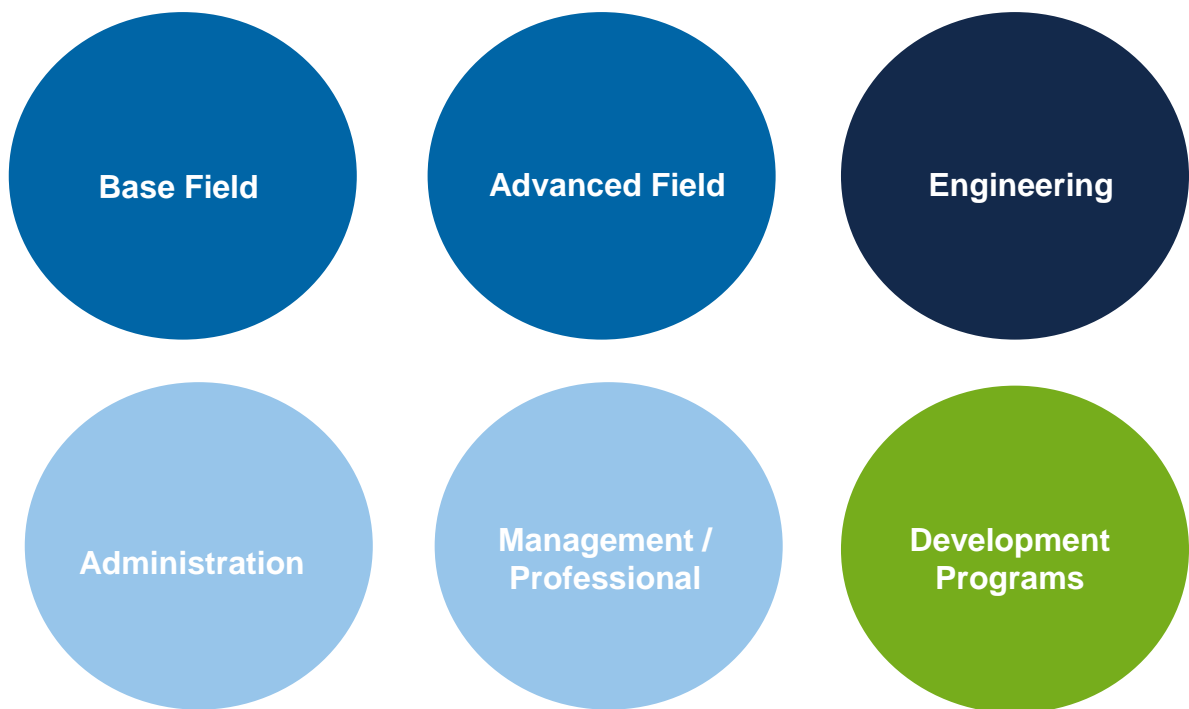 Base Field
Advanced Field
Engineering
Administration
Management /
Professional
Development
Programs